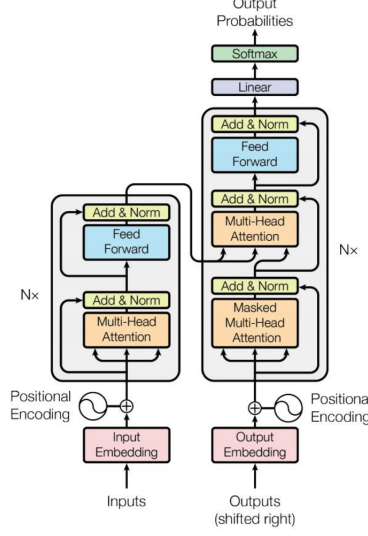 Output
Probabilities
Softmax
Linear
Add & Norm
Feed
Forward
Add & Norm
Multi-Head
Attention
Add & Norm
Masked
Multi-Head
Attention
N×
Add & Norm
Feed
Forward
Add & Norm
Multi-Head
Attention
N×
Positional
Encoding
Positional
Encoding
Input
Embedding
Output
Embedding
Inputs
Outputs
(shifted right)